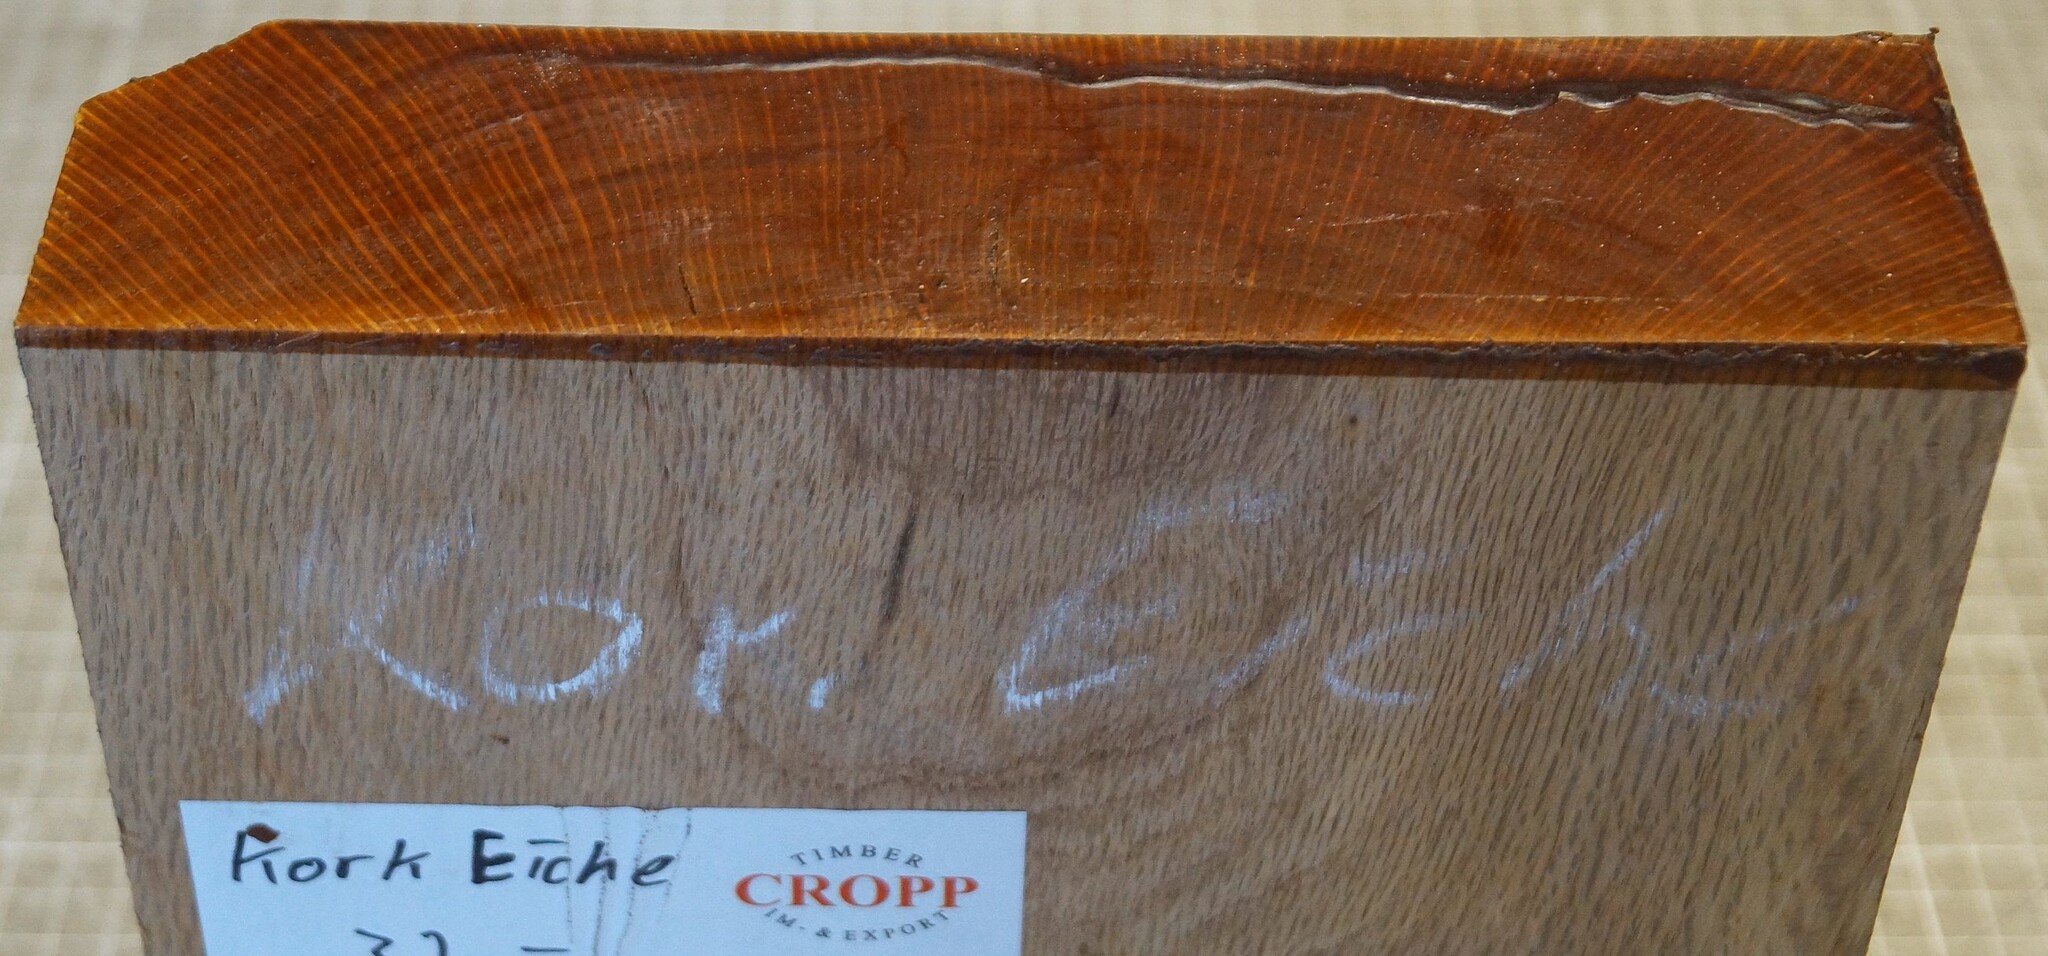 Kor. Eiche
Kork Eiche
TIMBER
CROPP
IM- & EXPORT